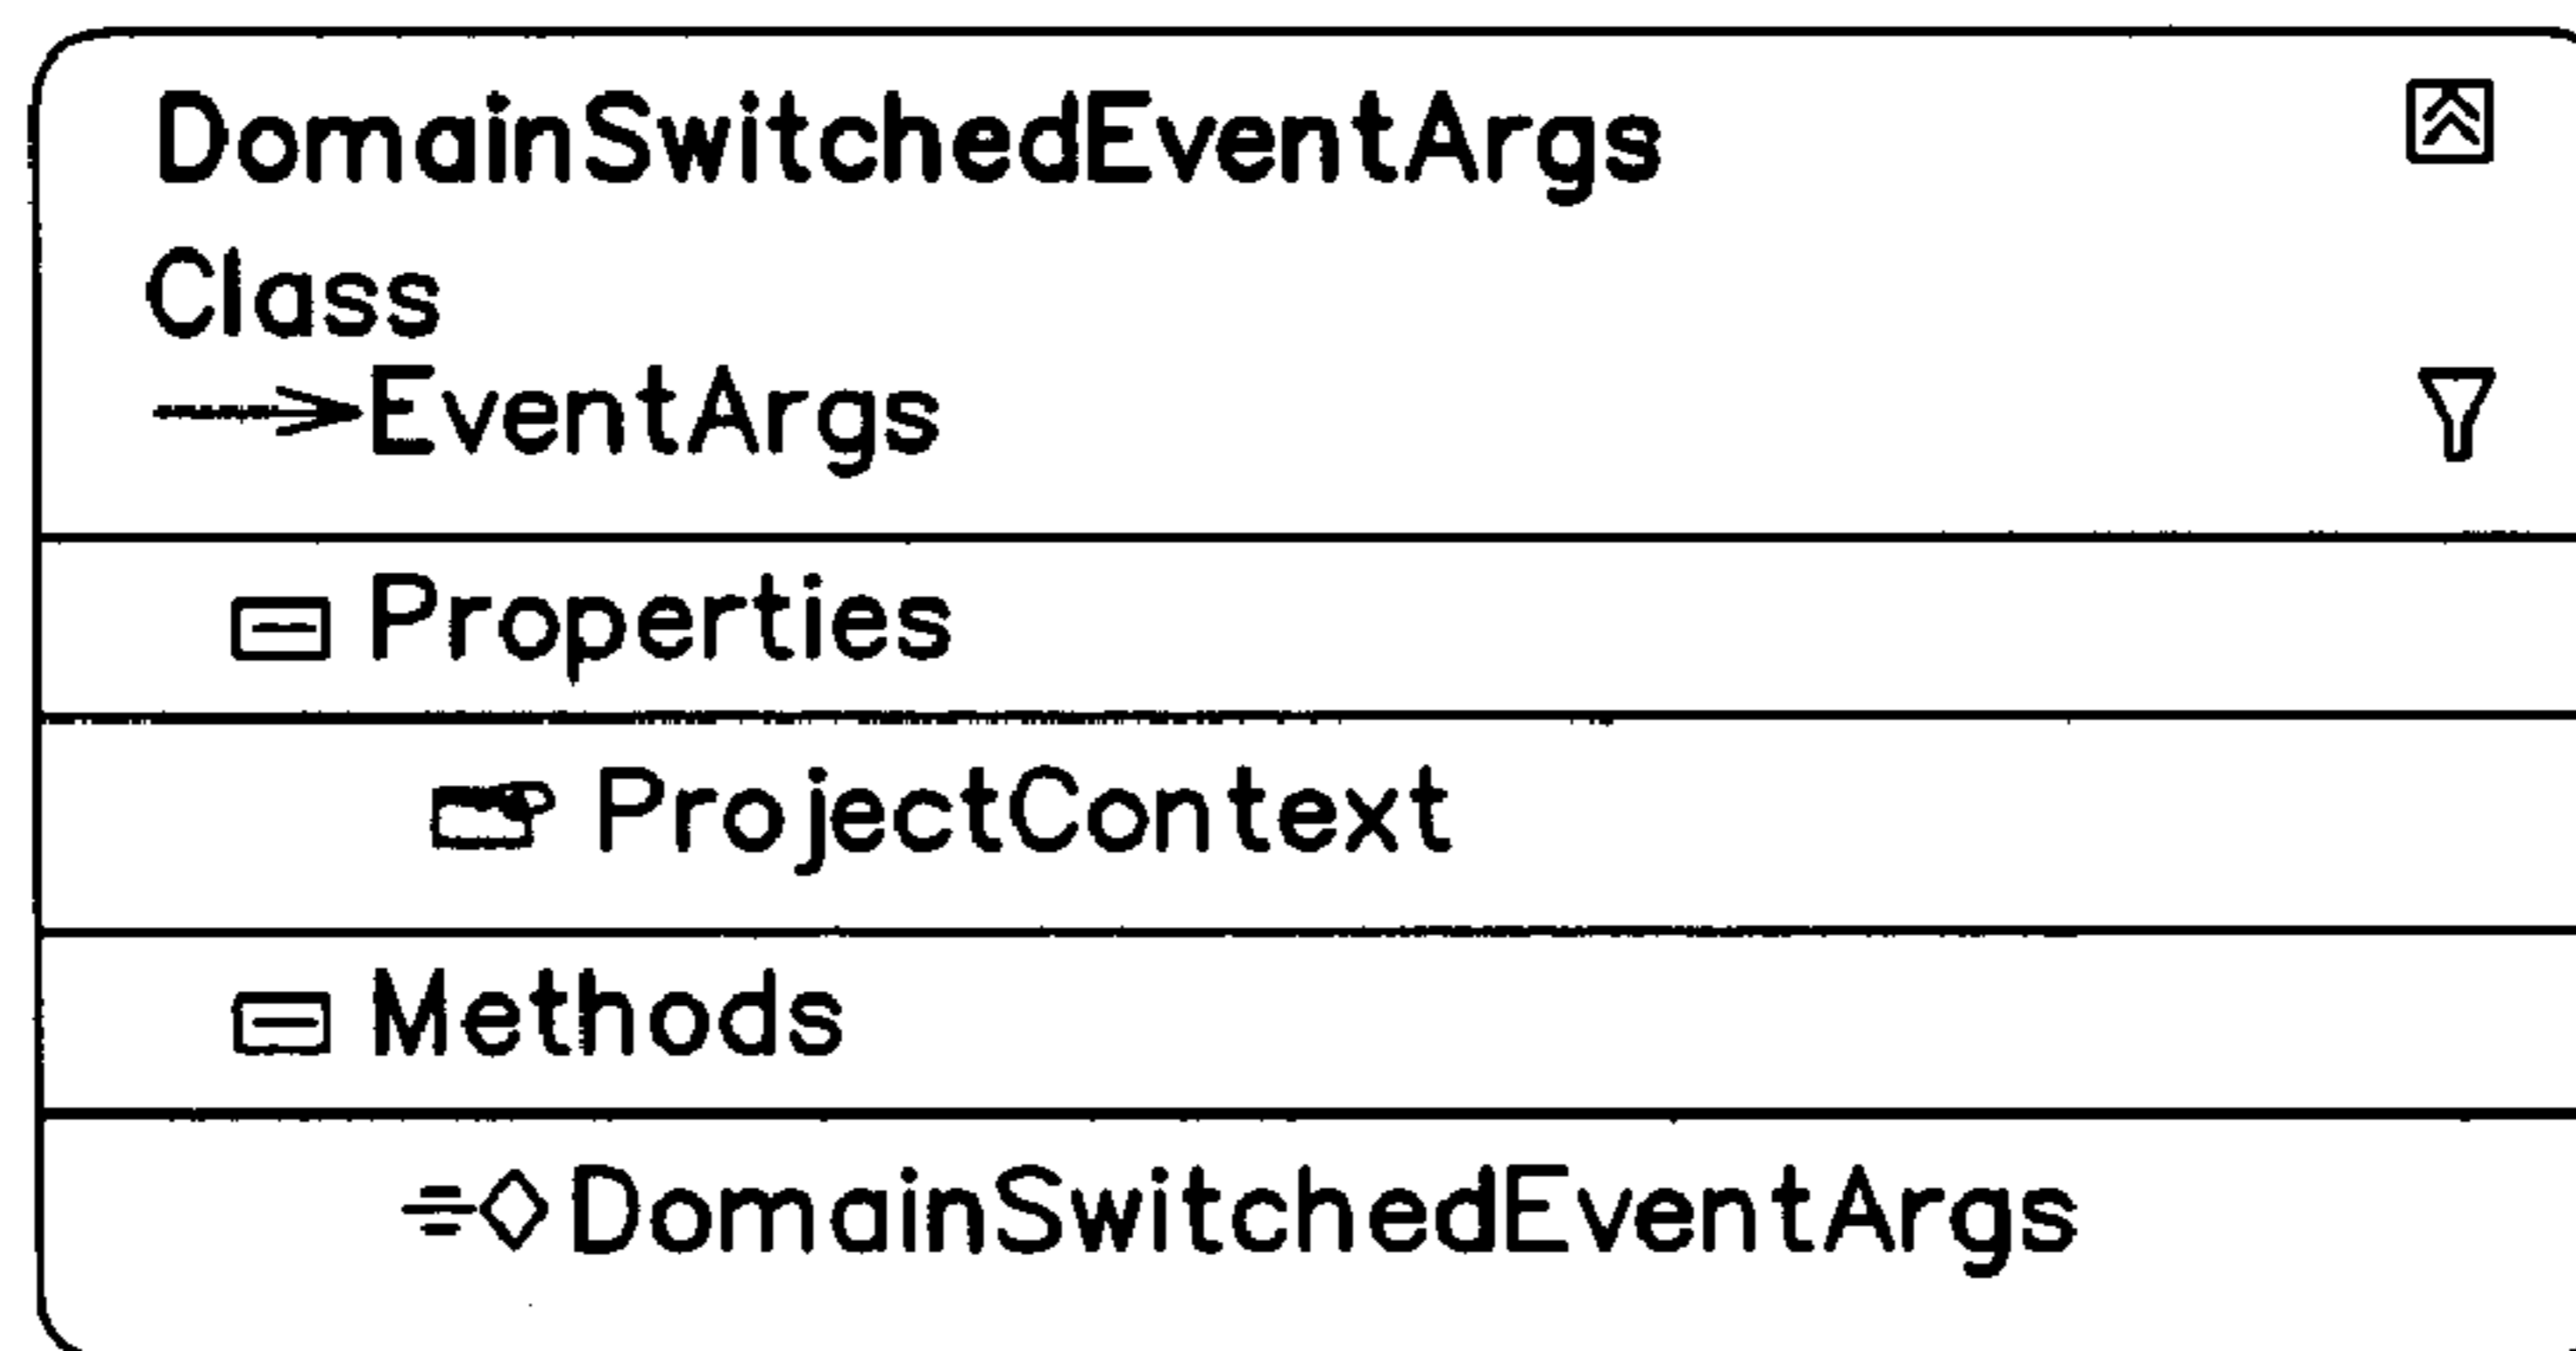 DomainSwitchedEventArgs
Class
EventArgs
Properties
ProjectContext
Methods
DomainSwitchedEventArgs